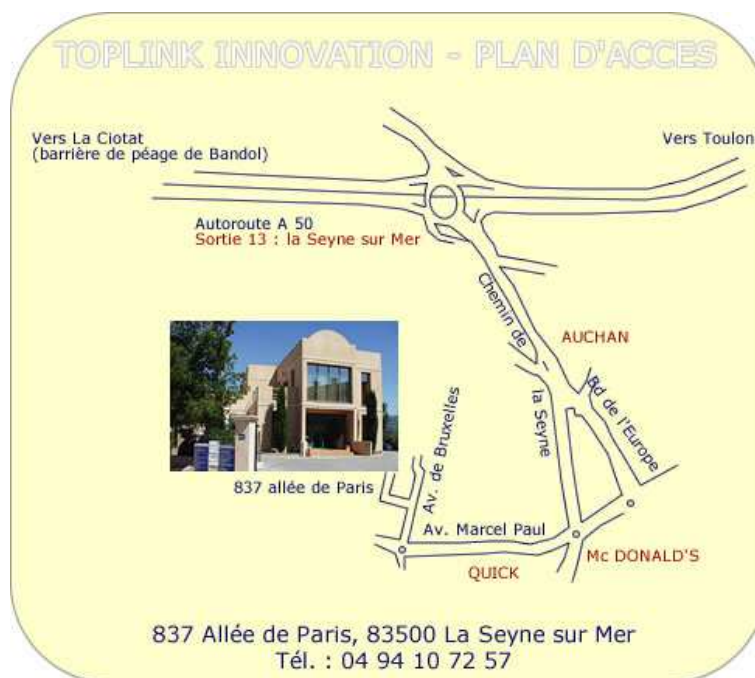 TOPLINK INNOVATION - PLAN D'ACCES
Vers La Ciotat
(barrière de péage de Bandol)
Vers Toulon
Autoroute A 50
Sortie 13 : la Seyne sur Mer
Chemin de
la Seyne
AUCHAN
Bd de l'Europe
Av. de Bruxelles
837 allée de Paris
Av. Marcel Paul
QUICK
Mc DONALD'S
837 Allée de Paris, 83500 La Seyne sur Mer
Tél. : 04 94 10 72 57